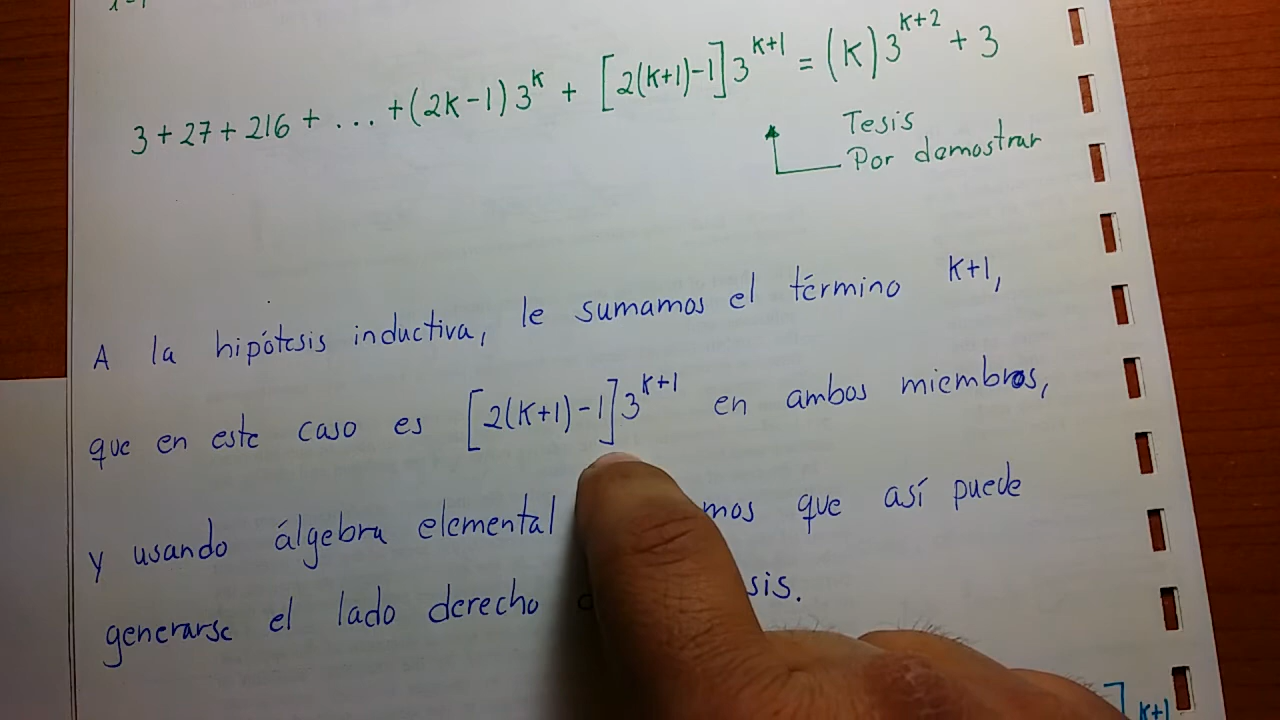 3 + 27 + 216 + ... + (2k-1) 3^k + [2(k+1)-1] 3^{k+1} = (k) 3^{k+2} + 3
Tesis
Por demostrar
A la hipótesis inductiva, le sumamos el término k+1,
que en este caso es [2(k+1)-1] 3^{k+1} en ambos miembros,
y usando álgebra elemental mos que así puede
generarse el lado derecho sis.
] k+1